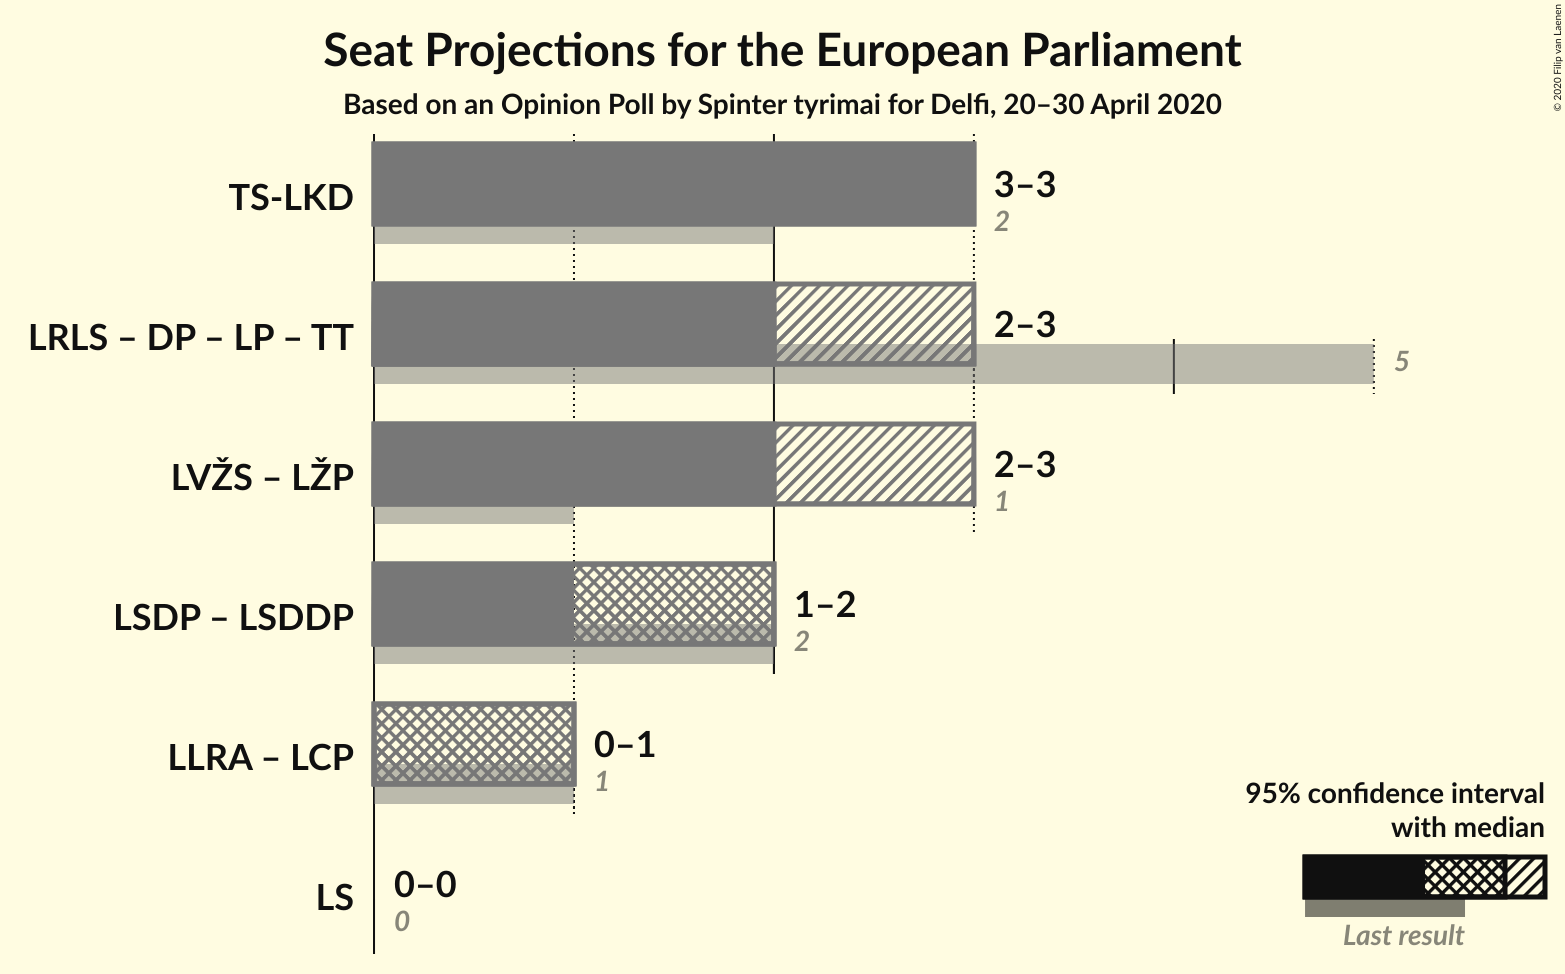 Seat Projections for the European Parliament
Based on an Opinion Poll by Spinter tyrimai for Delfi, 20–30 April 2020
© 2020 Filip van Laenen
TS-LKD
3–3
2
LRLS – DP – LP – TT
2–3
5
LVŽS – LŽP
2–3
1
LSDP – LSDDP
1–2
2
LLRA – LCP
0–1
1
LS
0–0
0
95% confidence interval
with median
Last result